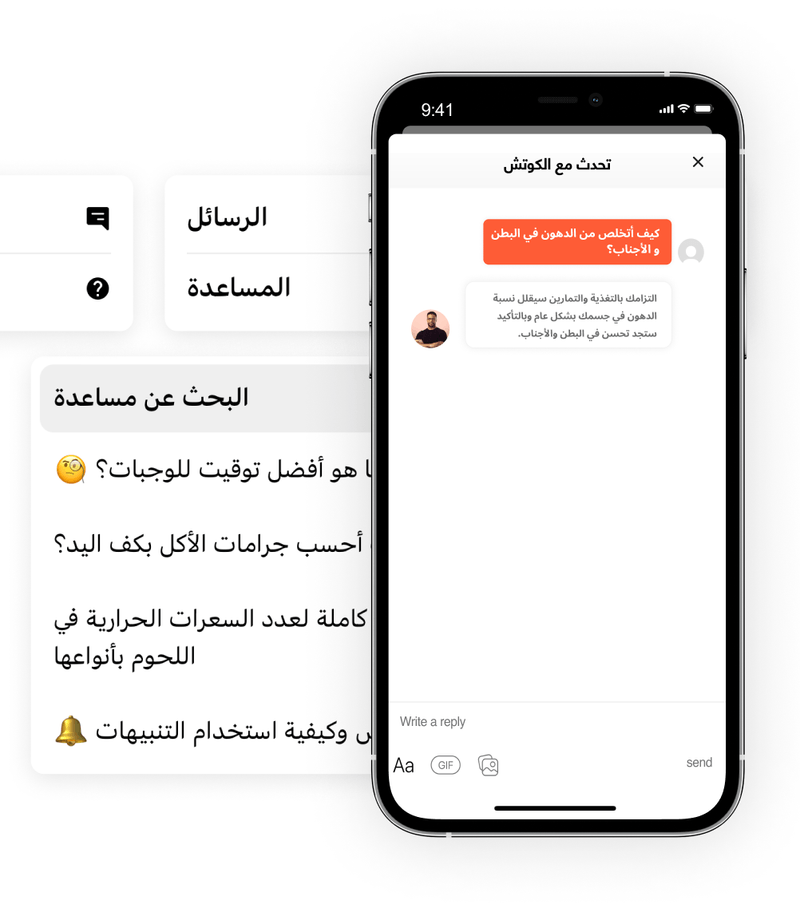 9:41
تحدث مع الكوتش
كيف أتخلص من الدهون في البطن
و الأجناب؟
التزامك بالتغذية والتمارين سيقلل نسبة
الدهون في جسمك بشكل عام وبالتأكيد
ستجد تحسن في البطن والأجناب.
Write a reply
Aa
GIF
send
الرسائل
المساعدة
البحث عن مساعدة
هو أفضل توقيت للوجبات؟ 🧐
أحسب جرامات الأكل بكف اليد؟
كاملة لعدد السعرات الحرارية في
اللحوم بأنواعها
وكيفية استخدام التنبيهات 🔔